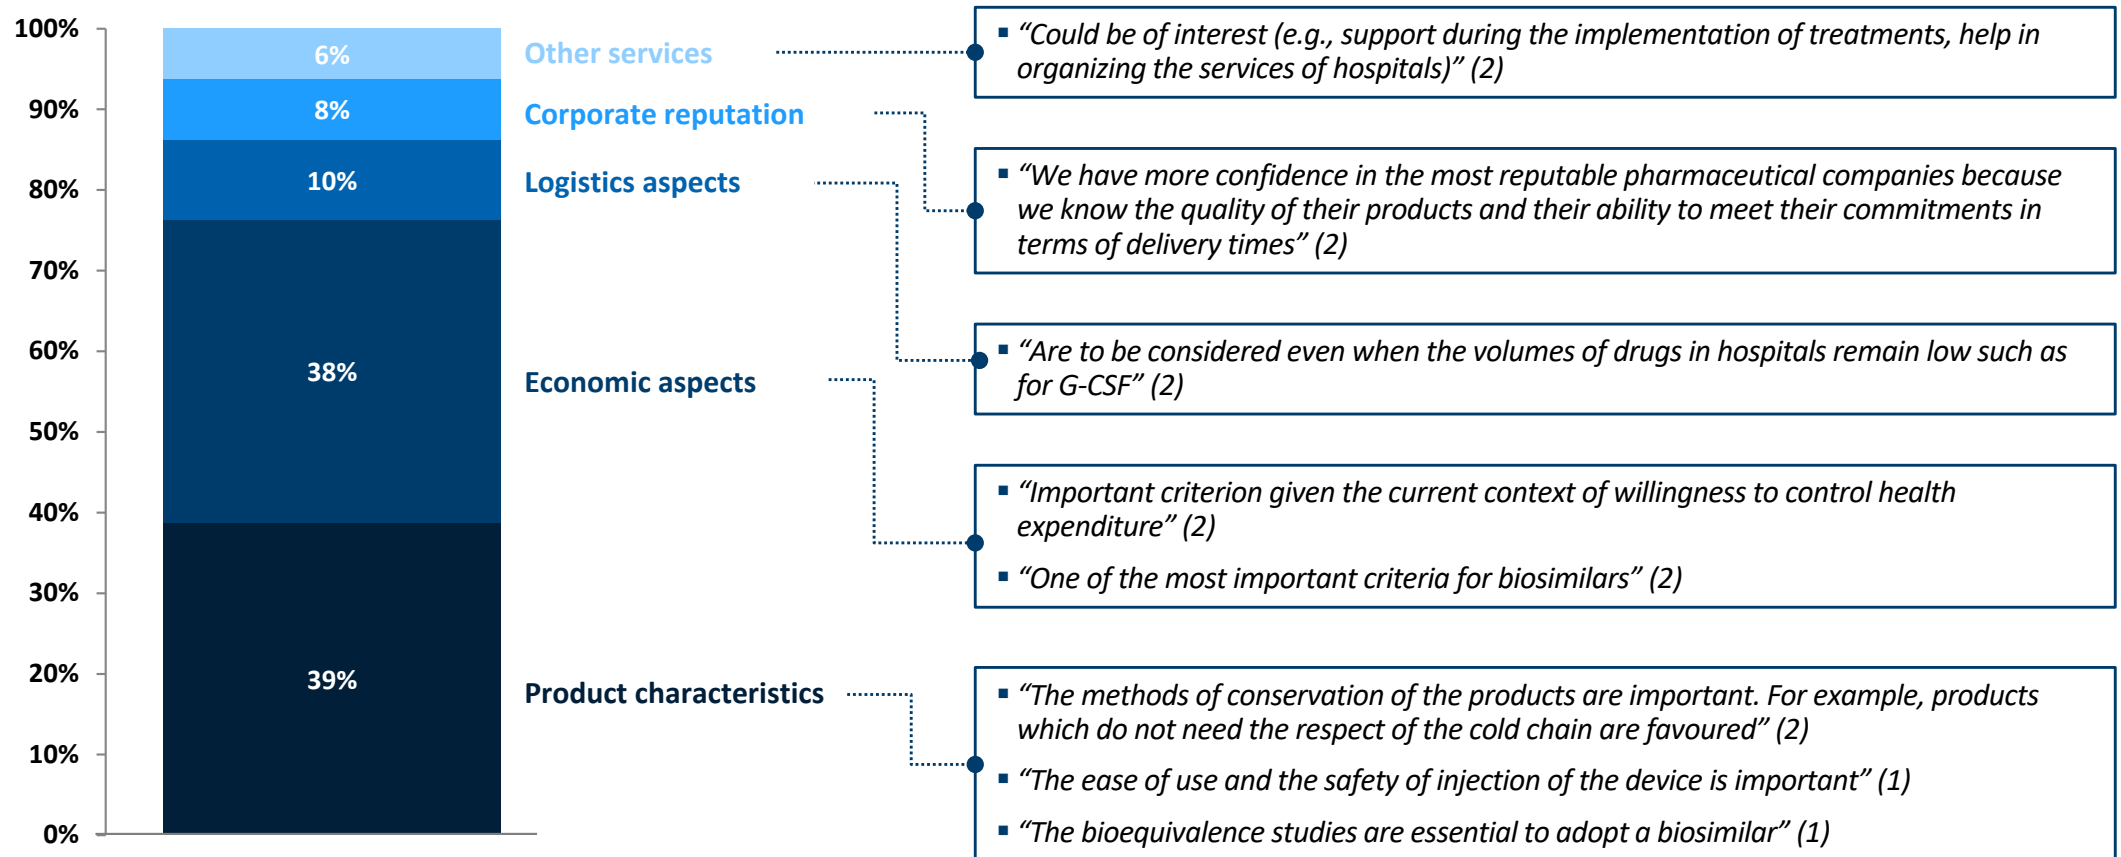 100%
90%
80%
70%
60%
50%
40%
30%
20%
10%
0%
6%
8%
10%
38%
39%
Other services
Corporate reputation
Logistics aspects
Economic aspects
Product characteristics
▪ “Could be of interest (e.g., support during the implementation of treatments, help in
organizing the services of hospitals)” (2)
▪ “We have more confidence in the most reputable pharmaceutical companies because
we know the quality of their products and their ability to meet their commitments in
terms of delivery times” (2)
▪ “Are to be considered even when the volumes of drugs in hospitals remain low such as
for G-CSF” (2)
▪ “Important criterion given the current context of willingness to control health
expenditure” (2)
▪ “One of the most important criteria for biosimilars” (2)
▪ “The methods of conservation of the products are important. For example, products
which do not need the respect of the cold chain are favoured” (2)
▪ “The ease of use and the safety of injection of the device is important” (1)
▪ “The bioequivalence studies are essential to adopt a biosimilar” (1)